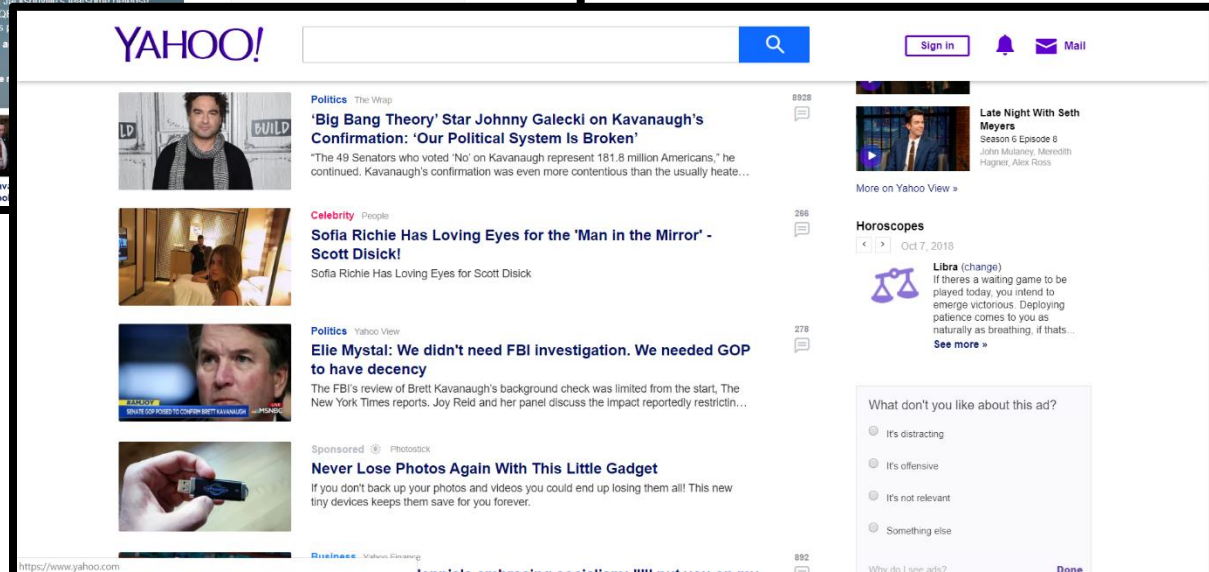 YAHOO!
Sign in
Mail
Politics The Wrap
8928
'Big Bang Theory' Star Johnny Galecki on Kavanaugh's
Confirmation: 'Our Political System Is Broken'
"The 49 Senators who voted 'No' on Kavanaugh represent 181.8 million Americans," he
continued. Kavanaugh's confirmation was even more contentious than the usually heate...
BUILD
Celebrity People
266
Sofia Richie Has Loving Eyes for the 'Man in the Mirror' -
Scott Disick!
Sofia Richie Has Loving Eyes for Scott Disick
Politics Yahoo View
278
Elie Mystal: We didn't need FBI investigation. We needed GOP
to have decency
The FBI's review of Brett Kavanaugh's background check was limited from the start, The
New York Times reports. Joy Reid and her panel discuss the impact reportedly restrictin...
#AMJOY
SENATE GOP POISED TO CONFIRM BRETT KAVANAUGH
LIVE
MSNBC
Sponsored Photostick
Never Lose Photos Again With This Little Gadget
If you don't back up your photos and videos you could end up losing them all! This new
tiny devices keeps them save for you forever.
Business Yahoo Finance
892
https://www.yahoo.com
Late Night With Seth
Meyers
Season 6 Episode 8
John Mulaney, Meredith
Hagner, Alex Ross
More on Yahoo View »
Horoscopes
< > Oct 7, 2018
Libra (change)
If theres a waiting game to be
played today, you intend to
emerge victorious. Deploying
patience comes to you as
naturally as breathing, if thats...
See more »
What don't you like about this ad?
It's distracting
It's offensive
It's not relevant
Something else
Why do I see ads?
Done